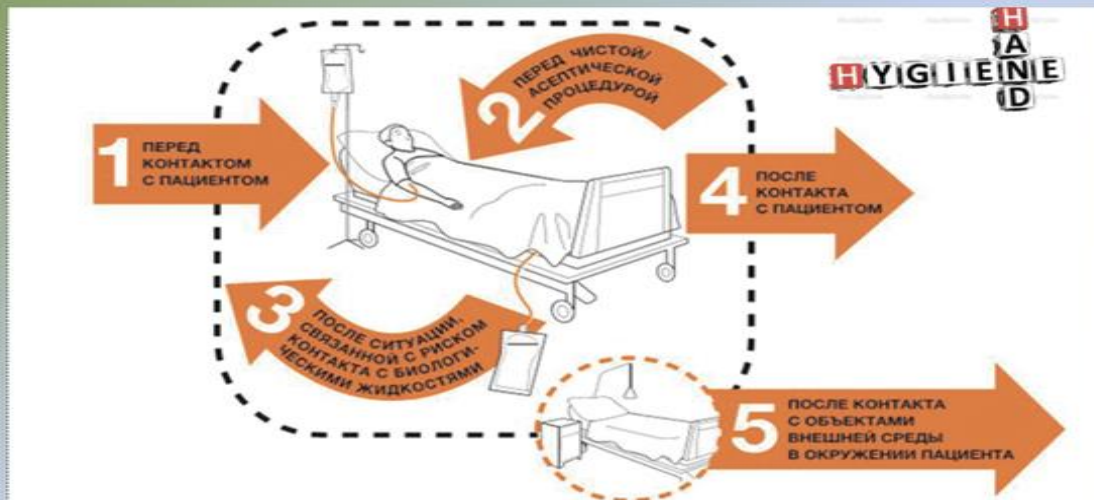 HAND
HYGIENE
1
ПЕРЕД
КОНТАКТОМ
С ПАЦИЕНТОМ
2
ПЕРЕД ЧИСТОЙ/
АСЕПТИЧЕСКОЙ
ПРОЦЕДУРОЙ
3
ПОСЛЕ СИТУАЦИИ,
СВЯЗАННОЙ С РИСКОМ
КОНТАКТА С БИОЛОГИ-
ЧЕСКИМИ ЖИДКОСТЯМИ
4
ПОСЛЕ
КОНТАКТА
С ПАЦИЕНТОМ
5
ПОСЛЕ КОНТАКТА
С ОБЪЕКТАМИ
ВНЕШНЕЙ СРЕДЫ
В ОКРУЖЕНИИ ПАЦИЕНТА